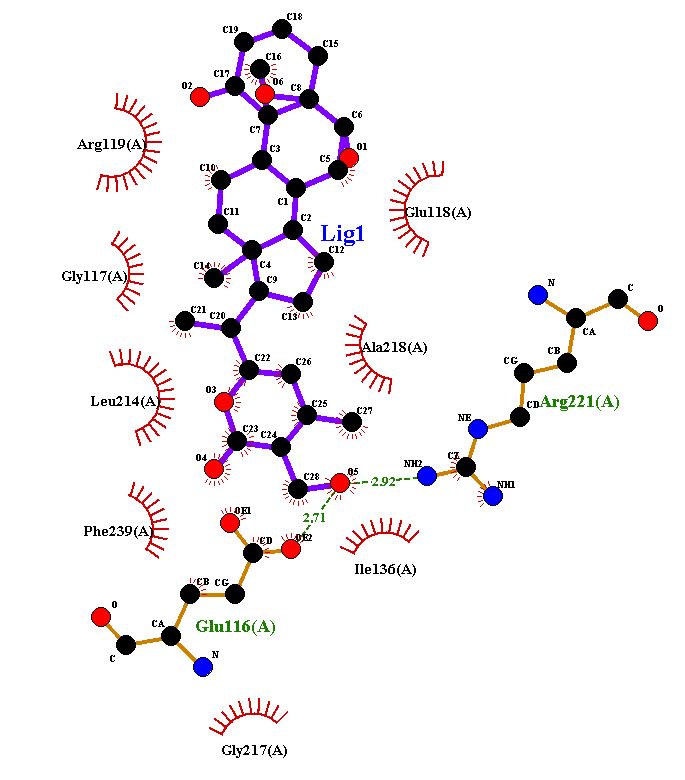 C18
C19
C15
C16
C17
O6
O2
C8
C7
C6
Arg119(A)
O1
C3
C5
C10
C1
Glu118(A)
C11
C2
Lig1
C12
C4
C14
Gly117(A)
C9
N
C
C13
O
C21
C20
CA
Ala218(A)
CB
C22
C26
CG
O3
Leu214(A)
C25
C27
CD
Arg221(A)
NE
C23
C24
O4
CZ
NH2
C28
O5
2.92
NH1
OE1
2.71
Phe239(A)
CD
OE2
Ile136(A)
CB
CG
O
CA
Glu116(A)
C
N
Gly217(A)